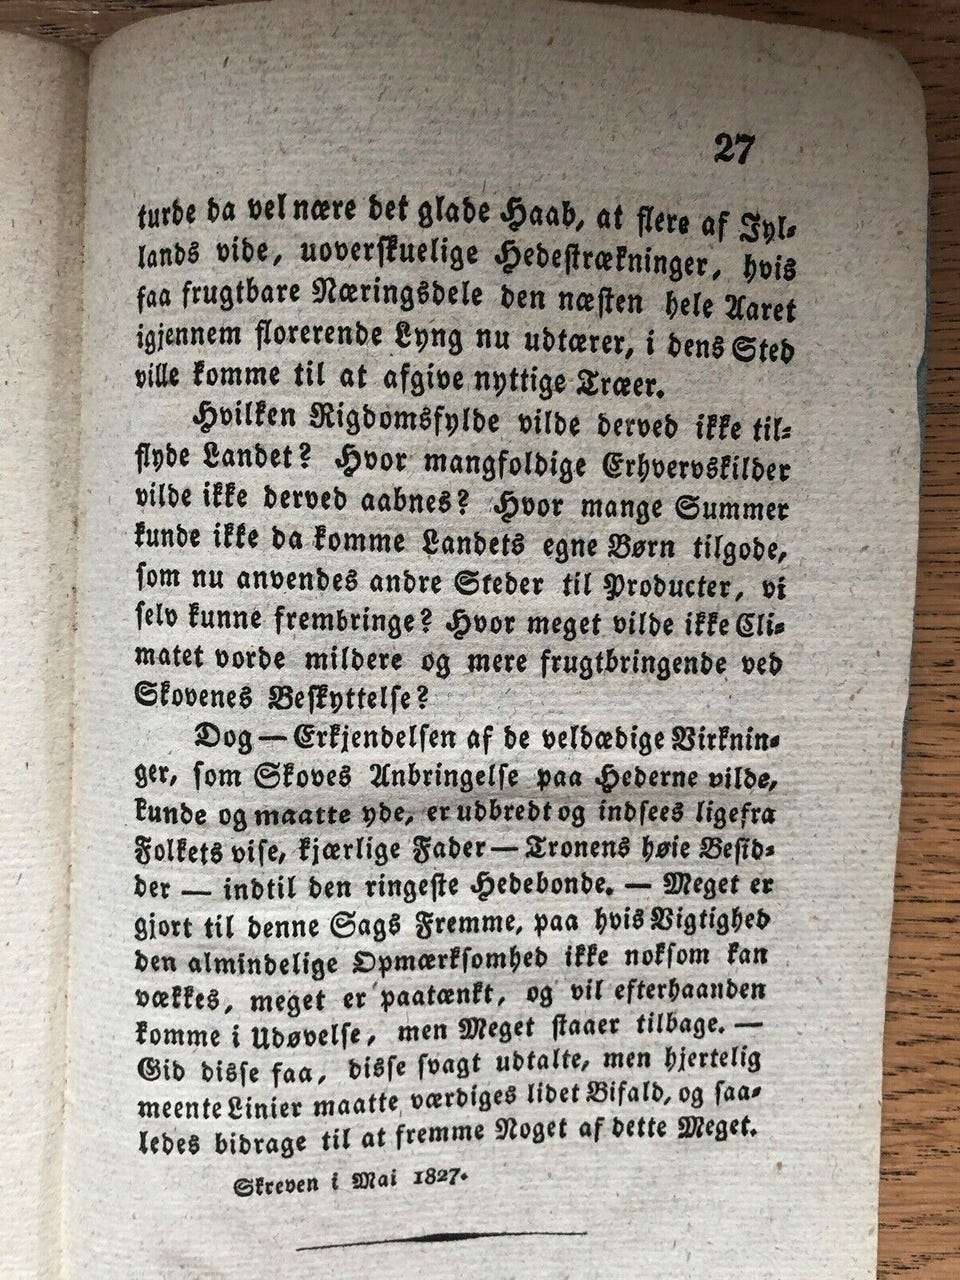 27
turde da vel nære det glade Haab, at flere af Jyl-
lands vide, uoverskuelige Hedestrækninger, hvis
faa frugtbare Næringsdele den næsten hele Aaret
igjennem florerende Lyng nu udtærer, i dens Sted
ville komme til at afgive nyttige Træer.
Hvilken Rigdomsfylde vilde derved ikke til-
flyde Landet? Hvor mangfoldige Erhvervskilder
vilde ikke derved aabnes? Hvor mange Summer
kunde ikke da komme Landets egne Børn tilgode,
som nu anvendes andre Steder til Producter, vi
selv kunne frembringe? Hvor meget vilde ikke Cli-
matet vorde mildere og mere frugtbringende ved
Skovenes Beskyttelse?
Dog — Erkjendelsen af de veldædige Virknin-
ger, som Skoves Anbringelse paa Hederne vilde,
kunde og maatte yde, er udbredt og indsees ligefra
Folkets vise, kjærlige Fader — Tronens høie Besid-
der — indtil den ringeste Hedebonde. — Meget er
gjort til denne Sags Fremme, paa hvis Vigtighed
den almindelige Opmærksomhed ikke noksom kan
vækkes, meget er paatænkt, og vil efterhaanden
komme i Udøvelse, men Meget staaer tilbage. —
Gid disse faa, disse svagt udtalte, men hjertelig
meente Linier maatte værdiges lidet Bifald, og saa-
ledes bidrage til at fremme Noget af dette Meget.
Skreven i Mai 1827.